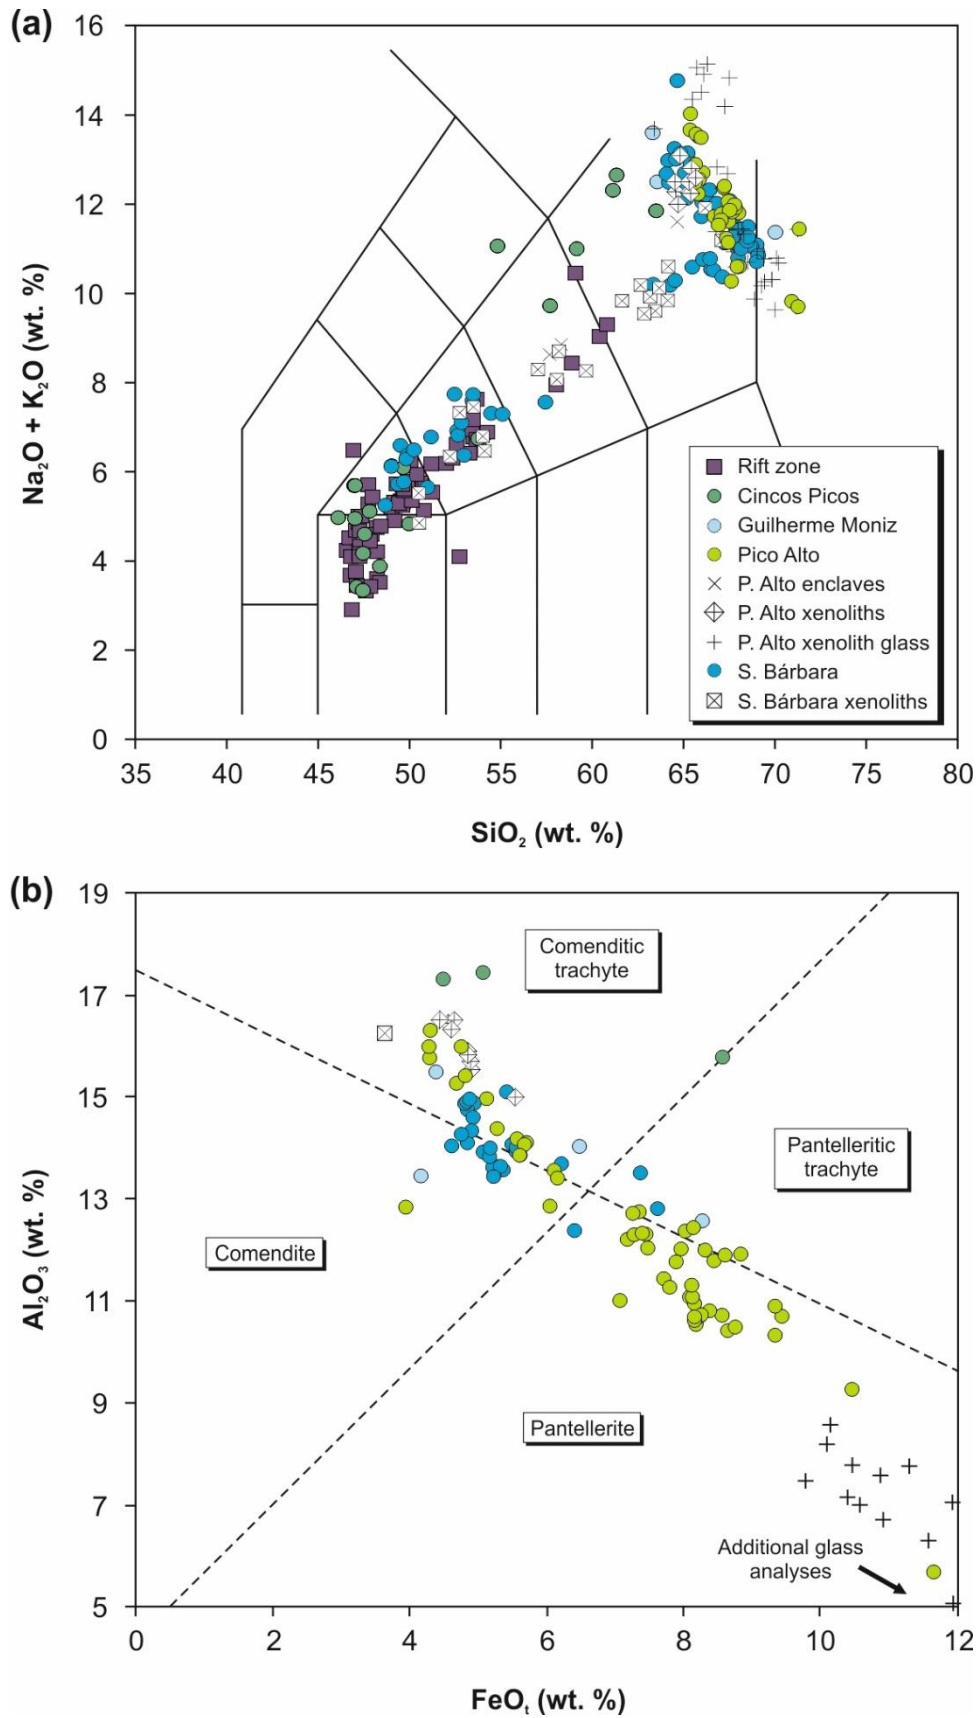 (a)
16
14
12
10
8
6
4
2
0
Na₂O + K₂O (wt. %)
Rift zone
Cincos Picos
Guilherme Moniz
Pico Alto
P. Alto enclaves
P. Alto xenoliths
P. Alto xenolith glass
S. Bárbara
S. Bárbara xenoliths
35 40 45 50 55 60 65 70 75 80
SiO₂ (wt. %)
(b)
19
17
15
13
11
9
7
5
Al₂O₃ (wt. %)
Comenditic
trachyte
Pantelleritic
trachyte
Comendite
Pantellerite
Additional glass
analyses
0 2 4 6 8 10 12
FeOₜ (wt. %)